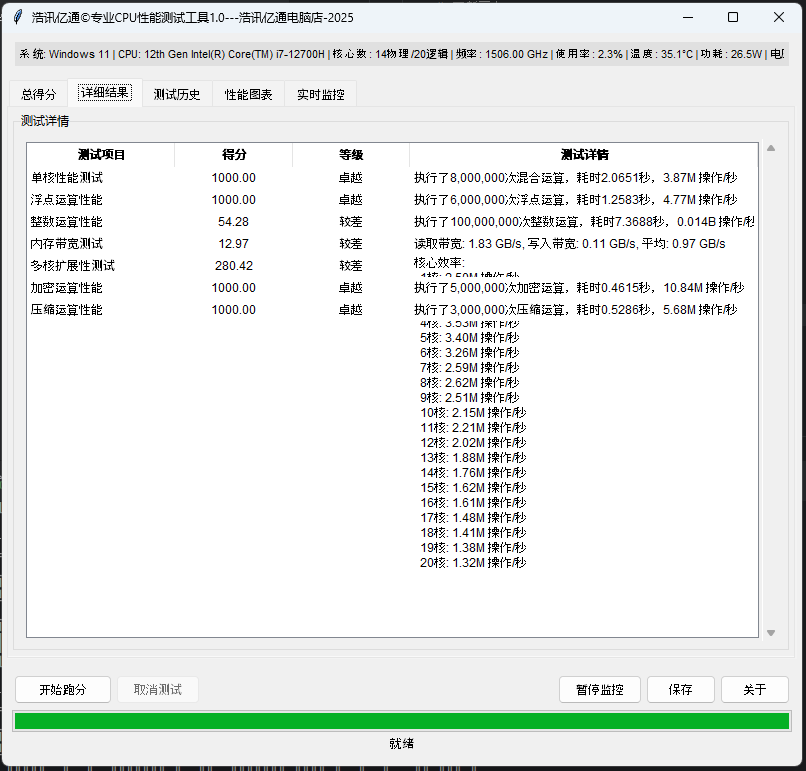 浩讯亿通©专业CPU性能测试工具1.0---浩讯亿通电脑店-2025
系统: Windows 11 | CPU: 12th Gen Intel(R) Core(TM) i7-12700H | 核心数: 14物理/20逻辑 | 频率: 1506.00 GHz | 使用率: 2.3% | 温度: 35.1°C | 功耗: 26.5W | 电
总得分 详细结果 测试历史 性能图表 实时监控
测试详情
测试项目 得分 等级 测试详情
单核性能测试 1000.00 卓越 执行了8,000,000次混合运算，耗时2.0651秒，3.87M 操作/秒
浮点运算性能 1000.00 卓越 执行了6,000,000次浮点运算，耗时1.2583秒，4.77M 操作/秒
整数运算性能 54.28 较差 执行了100,000,000次整数运算，耗时7.3688秒，0.014B 操作/秒
内存带宽测试 12.97 较差 读取带宽: 1.83 GB/s, 写入带宽: 0.11 GB/s, 平均: 0.97 GB/s
多核扩展性测试 280.42 较差 核心效率:
加密运算性能 1000.00 卓越 执行了5,000,000次加密运算，耗时0.4615秒，10.84M 操作/秒
压缩运算性能 1000.00 卓越 执行了3,000,000次压缩运算，耗时0.5286秒，5.68M 操作/秒
4核: 3.53M 操作/秒
5核: 3.40M 操作/秒
6核: 3.26M 操作/秒
7核: 2.59M 操作/秒
8核: 2.62M 操作/秒
9核: 2.51M 操作/秒
10核: 2.15M 操作/秒
11核: 2.21M 操作/秒
12核: 2.02M 操作/秒
13核: 1.88M 操作/秒
14核: 1.76M 操作/秒
15核: 1.62M 操作/秒
16核: 1.61M 操作/秒
17核: 1.48M 操作/秒
18核: 1.41M 操作/秒
19核: 1.38M 操作/秒
20核: 1.32M 操作/秒
开始跑分 取消测试 暂停监控 保存 关于
就绪